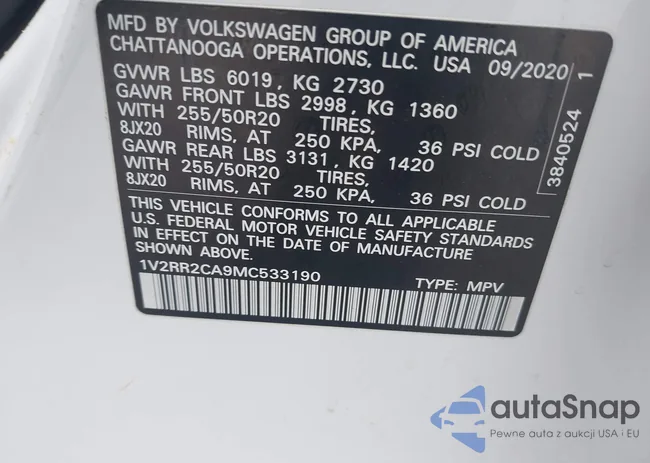 MFD BY VOLKSWAGEN GROUP OF AMERICA
CHATTANOOGA OPERATIONS, LLC. USA 09/2020
GVWR LBS 6019, KG 2730
GAWR FRONT LBS 2998, KG 1360
WITH 255/50R20 TIRES,
8JX20 RIMS, AT 250 KPA, 36 PSI COLD
GAWR REAR LBS 3131, KG 1420
WITH 255/50R20 TIRES,
8JX20 RIMS, AT 250 KPA, 36 PSI COLD
THIS VEHICLE CONFORMS TO ALL APPLICABLE
U.S. FEDERAL MOTOR VEHICLE SAFETY STANDARDS
IN EFFECT ON THE DATE OF MANUFACTURE
SHOWN ABOVE.
1V2RR2CA9MC533190 TYPE: MPV
3840524 1
autaSnap
Pewne auta z aukcji USA i EU